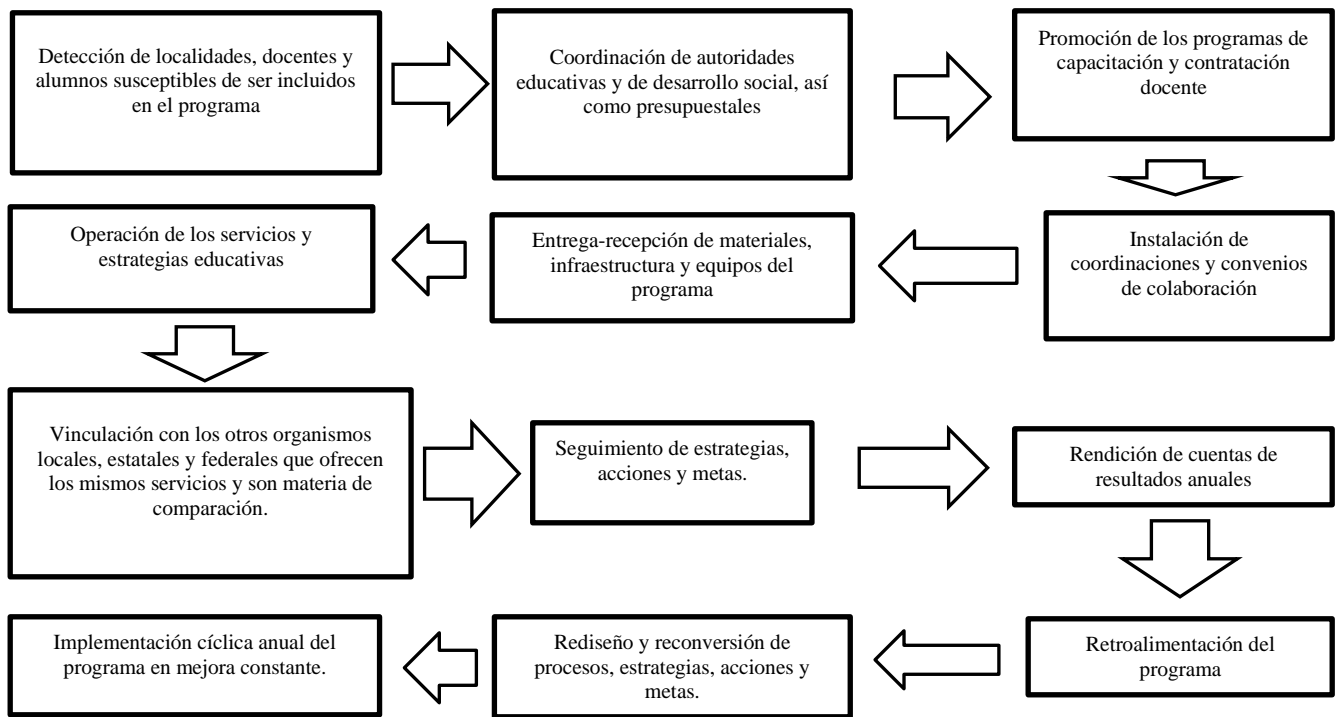 Detección de localidades, docentes y
alumnos susceptibles de ser incluidos
en el programa
Coordinación de autoridades
educativas y de desarrollo social, así
como presupuestales
Promoción de los programas de
capacitación y contratación
docente
Instalación de
coordinaciones y convenios
de colaboración
Entrega-recepción de materiales,
infraestructura y equipos del
programa
Operación de los servicios y
estrategias educativas
Vinculación con los otros organismos
locales, estatales y federales que ofrecen
los mismos servicios y son materia de
comparación.
Seguimiento de estrategias,
acciones y metas.
Rendición de cuentas de
resultados anuales
Retroalimentación del
programa
Rediseño y reconversión de
procesos, estrategias, acciones y
metas.
Implementación cíclica anual del
programa en mejora constante.